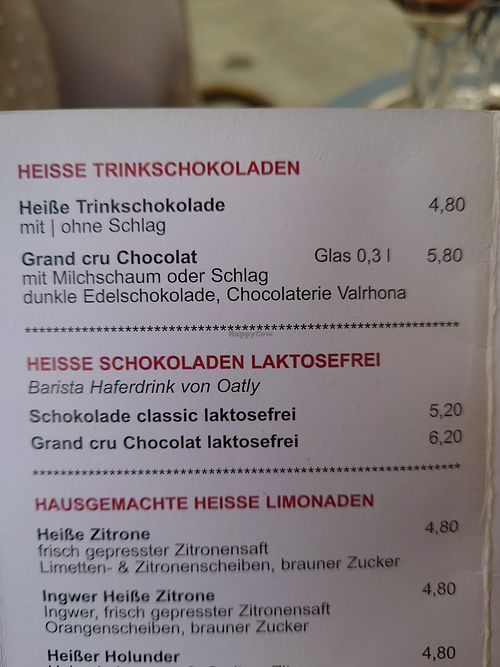 HEISSE TRINKSCHOKOLADEN
Heiße Trinkschokolade 4,80
mit | ohne Schlag
Grand cru Chocolat Glas 0,3 l 5,80
mit Milchschaum oder Schlag
dunkle Edelschokolade, Chocolaterie Valrhona
HappyCow
HEISSE SCHOKOLADEN LAKTOSEFREI
Barista Haferdrink von Oatly
Schokolade classic laktosefrei 5,20
Grand cru Chocolat laktosefrei 6,20
HAUSGEMACHTE HEISSE LIMONADEN
Heiße Zitrone 4,80
frisch gepresster Zitronensaft
Limetten- & Zitronenscheiben, brauner Zucker
Ingwer Heiße Zitrone 4,80
Ingwer, frisch gepresster Zitronensaft
Orangenscheiben, brauner Zucker
Heißer Holunder 4,80